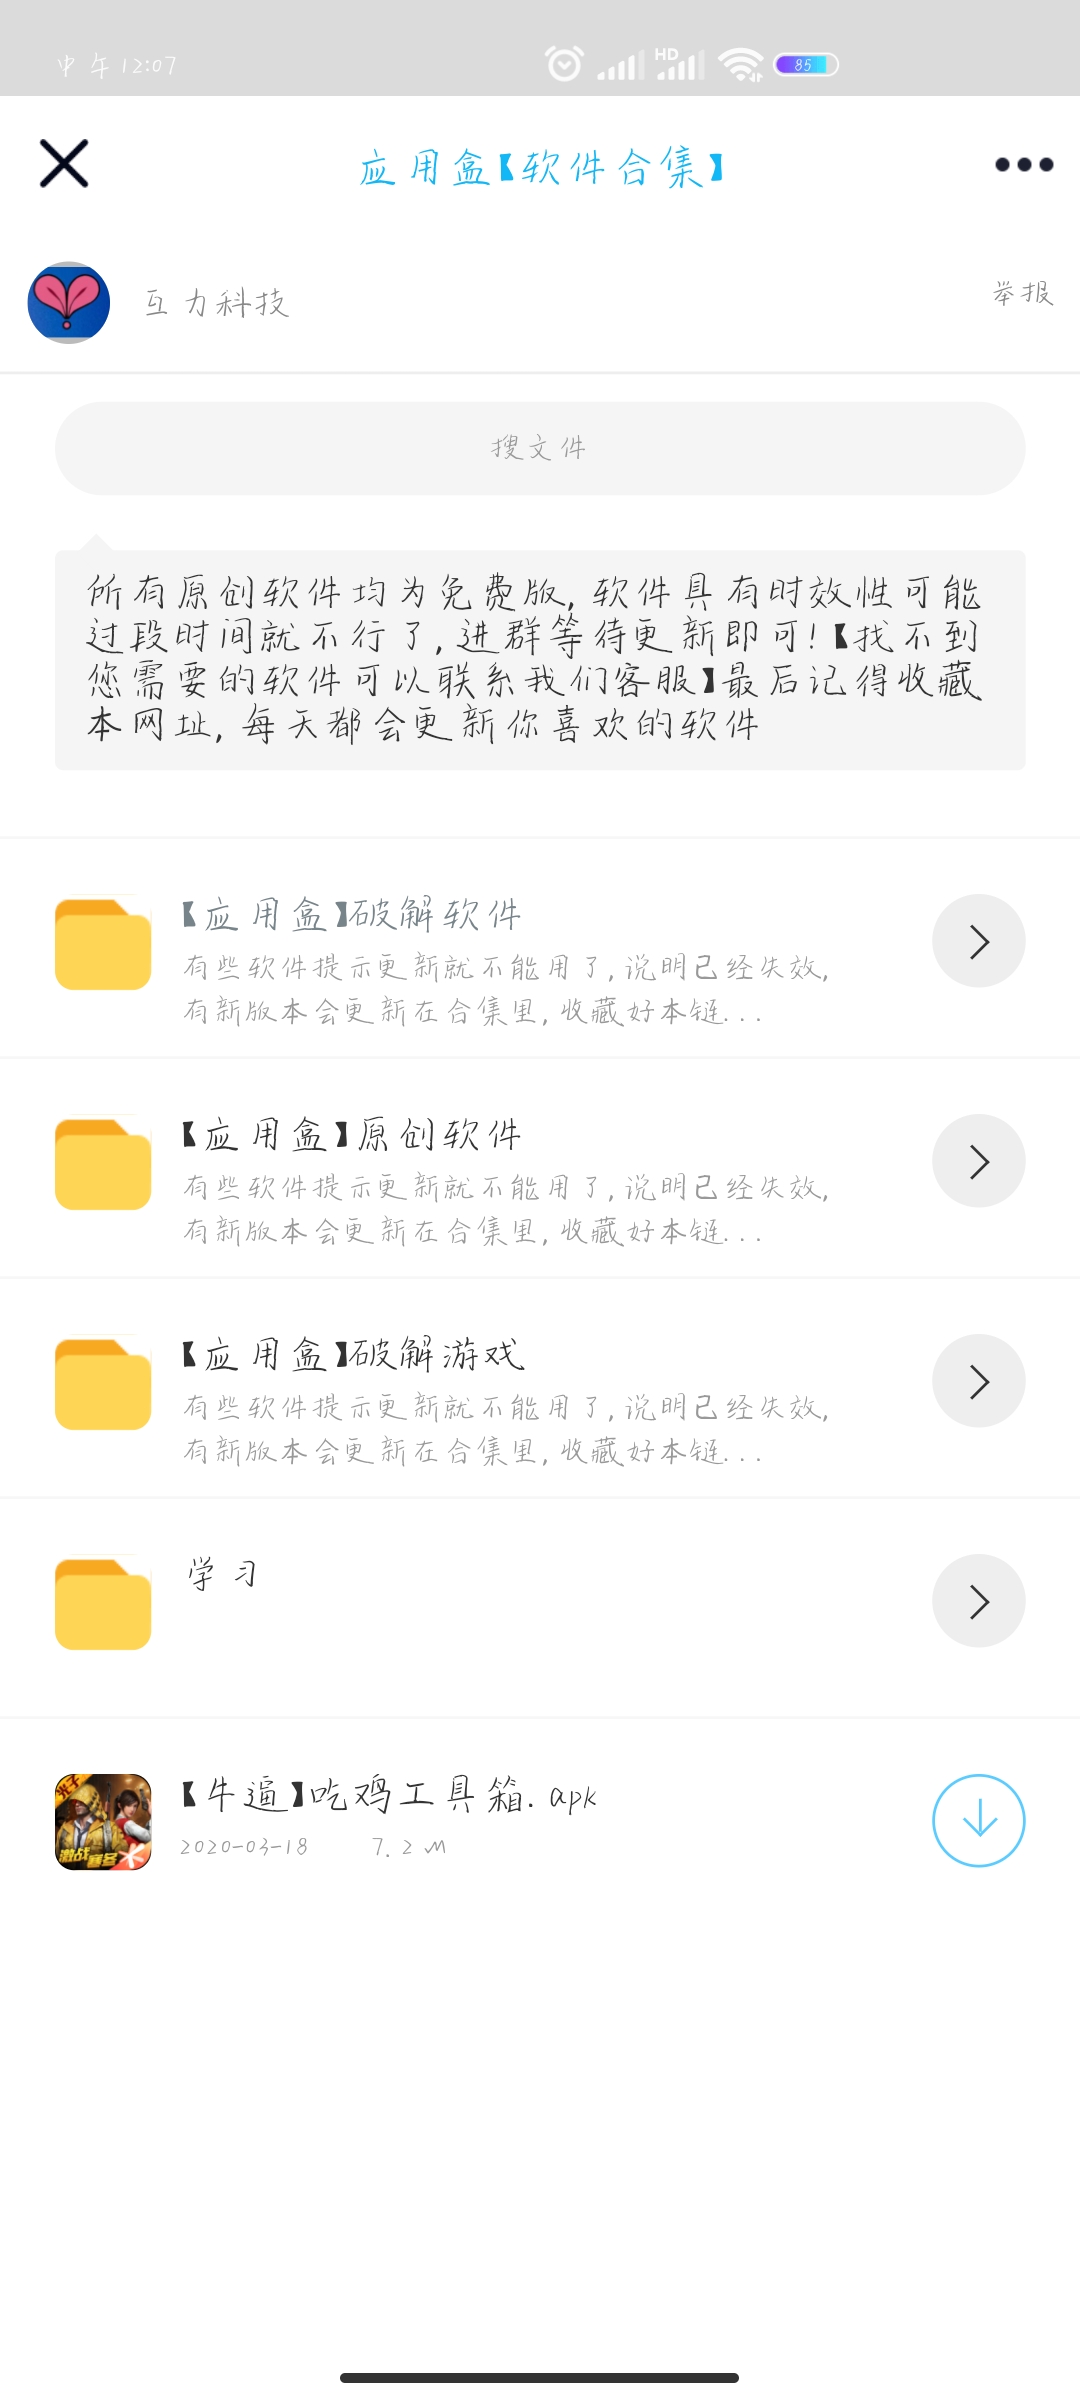 中午12:07
HD
85
应用盒【软件合集】
互力科技
举报
搜文件
所有原创软件均为免费版,软件具有时效性可能
过段时间就不行了,进群等待更新即可!【找不到
您需要的软件可以联系我们客服】最后记得收藏
本网址,每天都会更新你喜欢的软件
【应用盒】破解软件
有些软件提示更新就不能用了,说明已经失效,
有新版本会更新在合集里,收藏好本链...
【应用盒】原创软件
有些软件提示更新就不能用了,说明已经失效,
有新版本会更新在合集里,收藏好本链...
【应用盒】破解游戏
有些软件提示更新就不能用了,说明已经失效,
有新版本会更新在合集里,收藏好本链...
学习
【牛逼】吃鸡工具箱.apk
2020-03-18 7.2 M